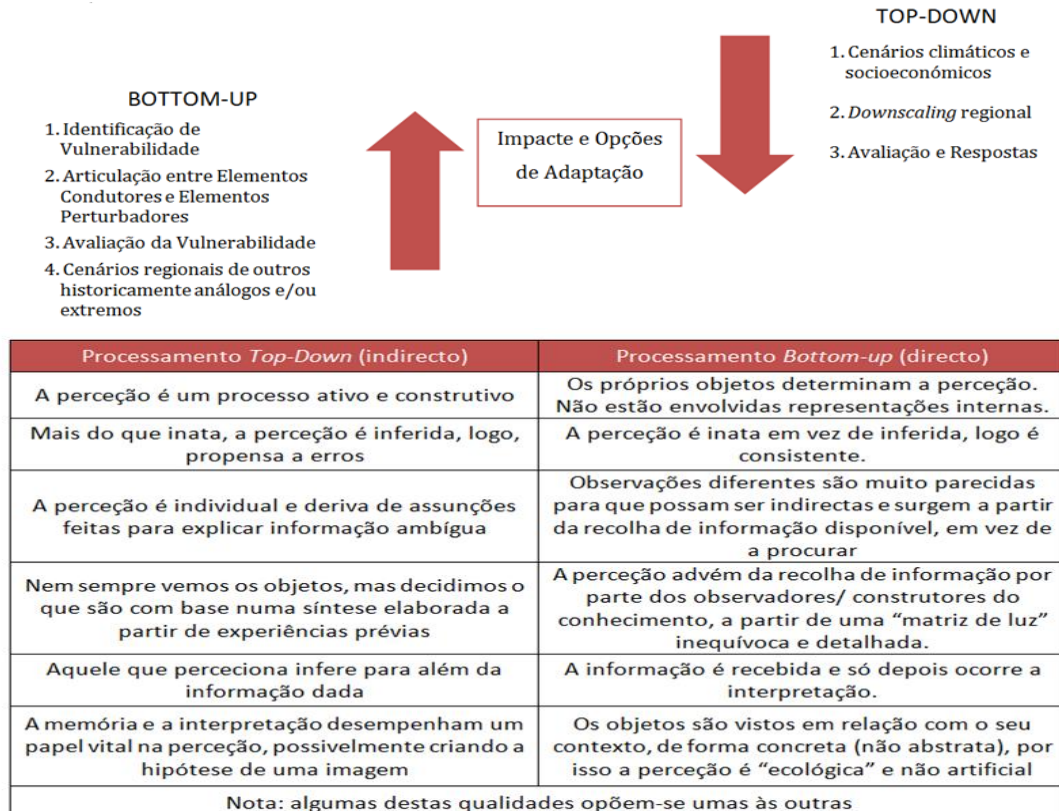 TOP-DOWN
1. Cenários climáticos e
socioeconómicos
2. Downscaling regional
3. Avaliação e Respostas
BOTTOM-UP
1. Identificação de
Vulnerabilidade
2. Articulação entre Elementos
Condutores e Elementos
Perturbadores
3. Avaliação da Vulnerabilidade
4. Cenários regionais de outros
historicamente análogos e/ou
extremos
Impacte e Opções
de Adaptação
Processamento Top-Down (indirecto)
Processamento Bottom-up (directo)
A perceção é um processo ativo e construtivo
Os próprios objetos determinam a perceção.
Não estão envolvidas representações internas.
Mais do que inata, a perceção é inferida, logo,
propensa a erros
A perceção é inata em vez de inferida, logo é
consistente.
A perceção é individual e deriva de assunções
feitas para explicar informação ambígua
Observações diferentes são muito parecidas
para que possam ser indirectas e surgem a partir
da recolha de informação disponível, em vez de
a procurar
Nem sempre vemos os objetos, mas decidimos o
que são com base numa síntese elaborada a
partir de experiências prévias
A perceção advém da recolha de informação por
parte dos observadores/ construtores do
conhecimento, a partir de uma “matriz de luz”
inequívoca e detalhada.
Aquele que perceciona infere para além da
informação dada
A informação é recebida e só depois ocorre a
interpretação.
A memória e a interpretação desempenham um
papel vital na perceção, possivelmente criando a
hipótese de uma imagem
Os objetos são vistos em relação com o seu
contexto, de forma concreta (não abstrata), por
isso a perceção é “ecológica” e não artificial
Nota: algumas destas qualidades opõem-se umas às outras